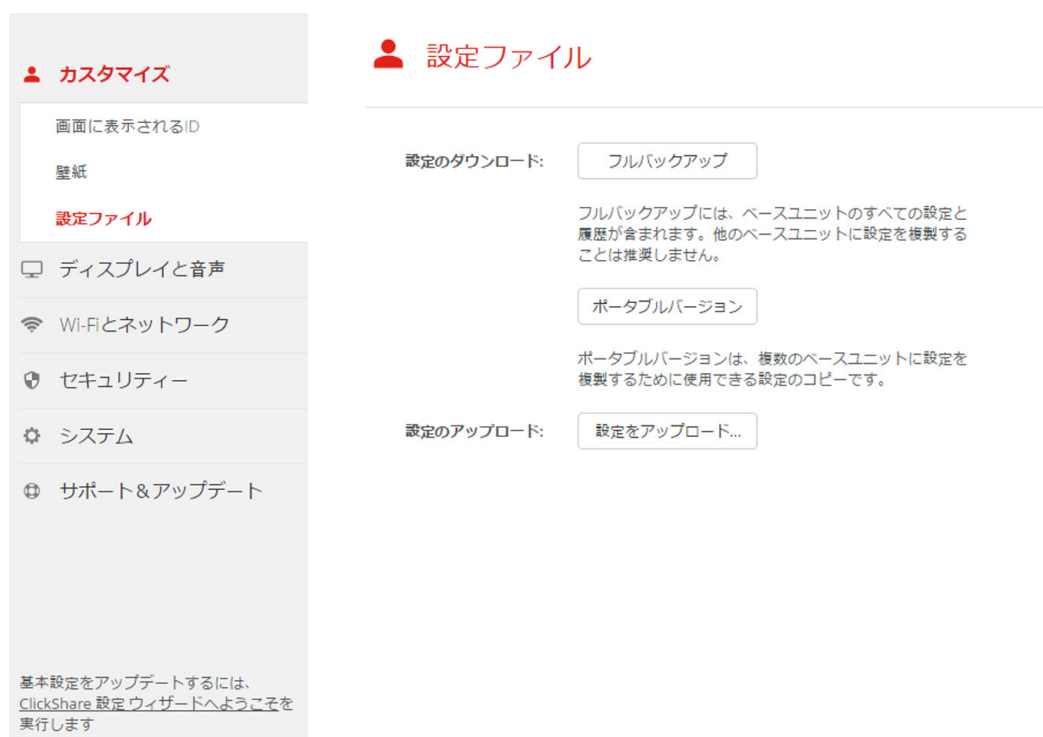 カスタマイズ
画面に表示されるID
壁紙
設定ファイル
ディスプレイと音声
Wi-Fiとネットワーク
セキュリティー
システム
サポート＆アップデート
基本設定をアップデートするには、
ClickShare 設定 ウィザードへようこそを
実行します
設定ファイル
設定のダウンロード:
フルバックアップ
フルバックアップには、ベースユニットのすべての設定と
履歴が含まれます。他のベースユニットに設定を複製する
ことは推奨しません。
ポータブルバージョン
ポータブルバージョンは、複数のベースユニットに設定を
複製するために使用できる設定のコピーです。
設定のアップロード:
設定をアップロード...